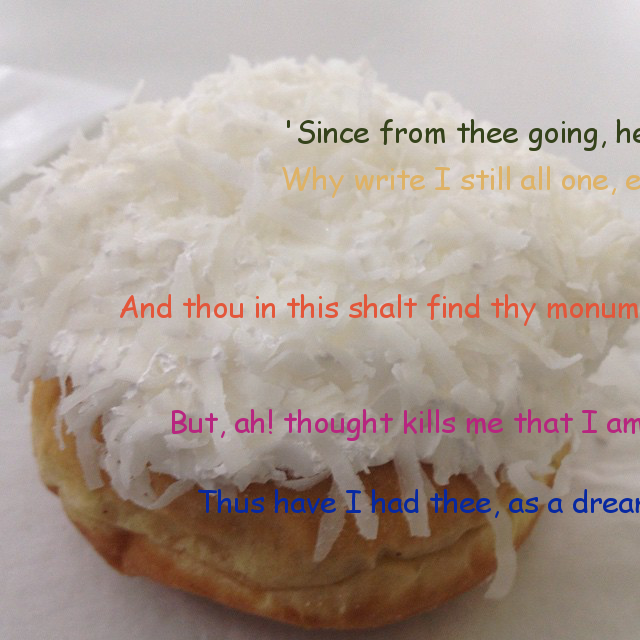 'Since from thee going, he
Why write I still all one, e
And thou in this shalt find thy monum
But, ah! thought kills me that I am
Thus have I had thee, as a drea